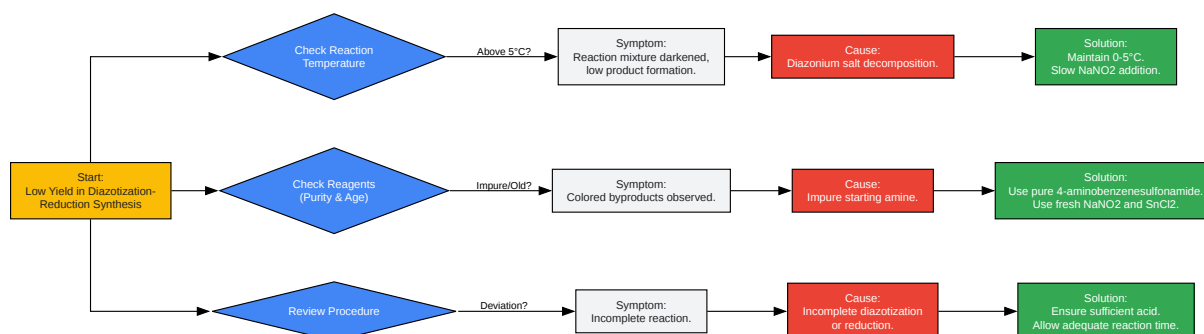 Check Reaction
Temperature
Above 5°C?
Symptom:
Reaction mixture darkened,
low product formation.
Cause:
Diazonium salt decomposition.
Solution:
Maintain 0-5°C.
Slow NaNO2 addition.
Start:
Low Yield in Diazotization-
Reduction Synthesis
Check Reagents
(Purity & Age)
Impure/Old?
Symptom:
Colored byproducts observed.
Cause:
Impure starting amine.
Solution:
Use pure 4-aminobenzenesulfonamide.
Use fresh NaNO2 and SnCl2.
Review Procedure
Deviation?
Symptom:
Incomplete reaction.
Cause:
Incomplete diazotization
or reduction.
Solution:
Ensure sufficient acid.
Allow adequate reaction time.